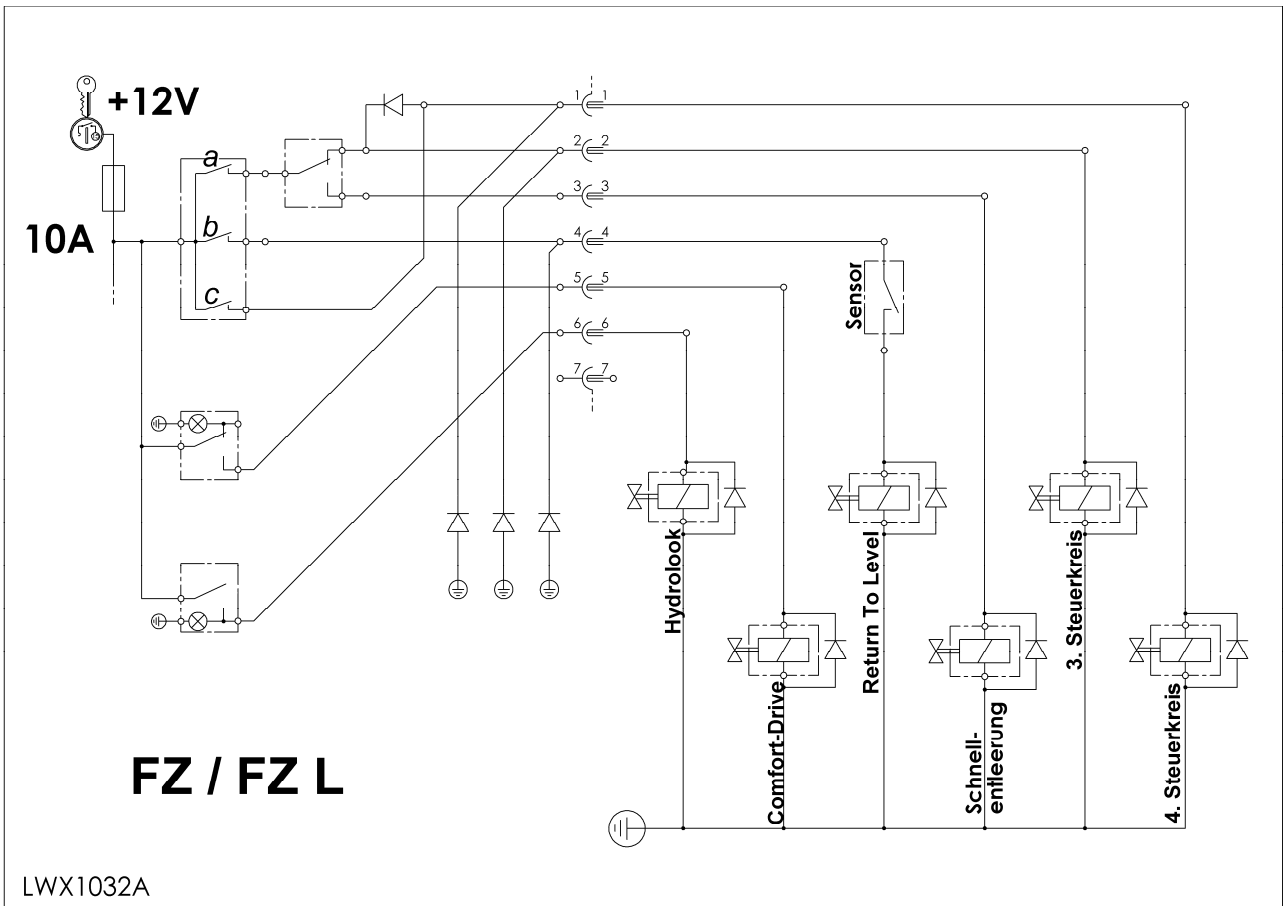 +12V
10A
a
b
c
1 1
2 2
3 3
4 4
5 5
6 6
7 7
Sensor
Hydrolook
Comfort-Drive
Return To Level
Schnell-
entleerung
3. Steuerkreis
4. Steuerkreis
FZ / FZ L
LWX1032A